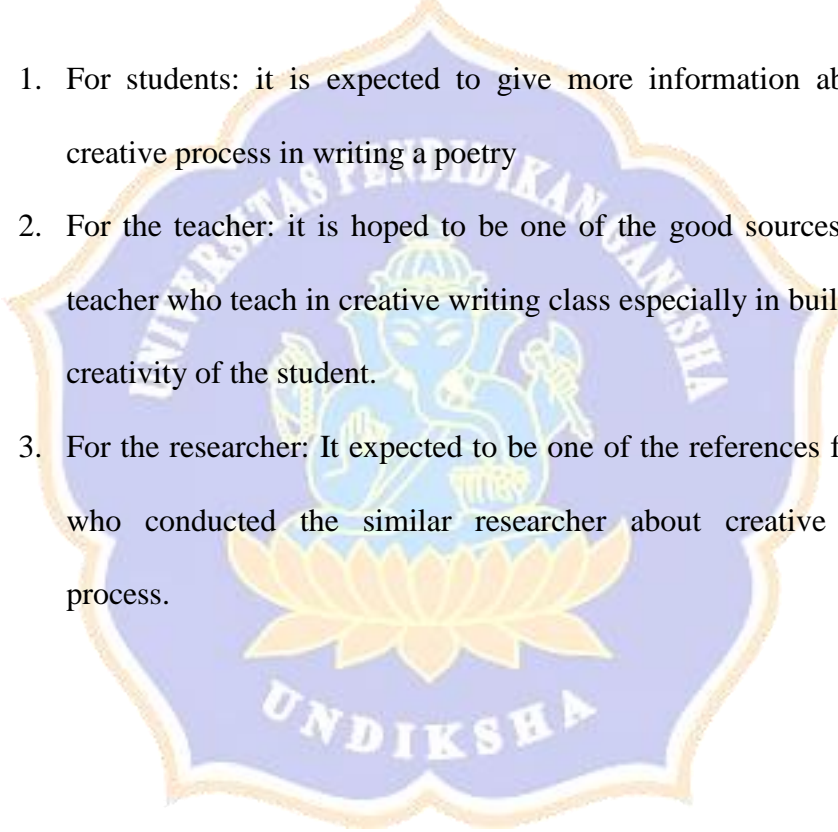 1. For students: it is expected to give more information
creative process in writing a poetry
2. For the teacher: it is hoped to be one of the good sources
teacher who teach in creative writing class especially in
creativity of the student.
3. For the researcher: It expected to be one of the references
who conducted the similar researcher about creative
process.
UNIVERSITAS PENDIDIKAN GANESHA
UNDIKSHA